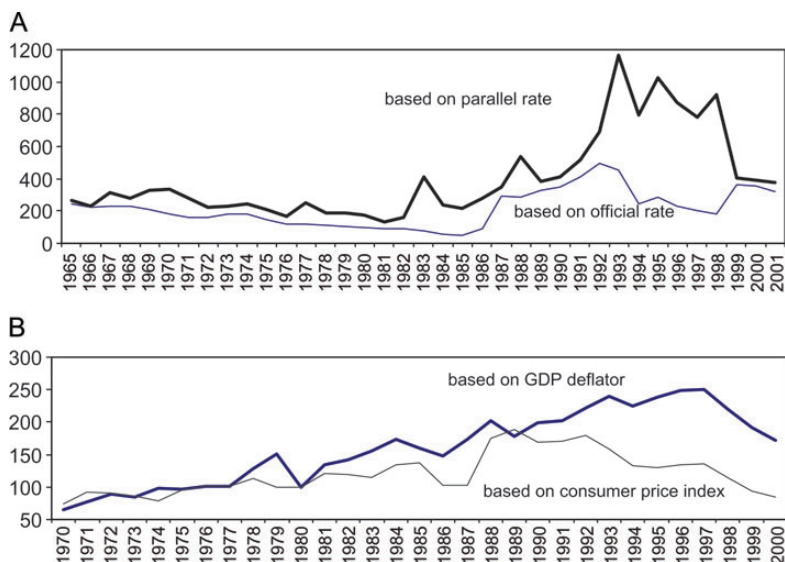 A
1200
1000
800
600
400
200
0
based on parallel rate
based on official rate
1965 1966 1967 1968 1969 1970 1971 1972 1973 1974 1975 1976 1977 1978 1979 1980 1981 1982 1983 1984 1985 1986 1987 1988 1989 1990 1991 1992 1993 1994 1995 1996 1997 1998 1999 2000 2001
B
300
250
200
150
100
50
based on GDP deflator
based on consumer price index
1970 1971 1972 1973 1974 1975 1976 1977 1978 1979 1980 1981 1982 1983 1984 1985 1986 1987 1988 1989 1990 1991 1992 1993 1994 1995 1996 1997 1998 1999 2000